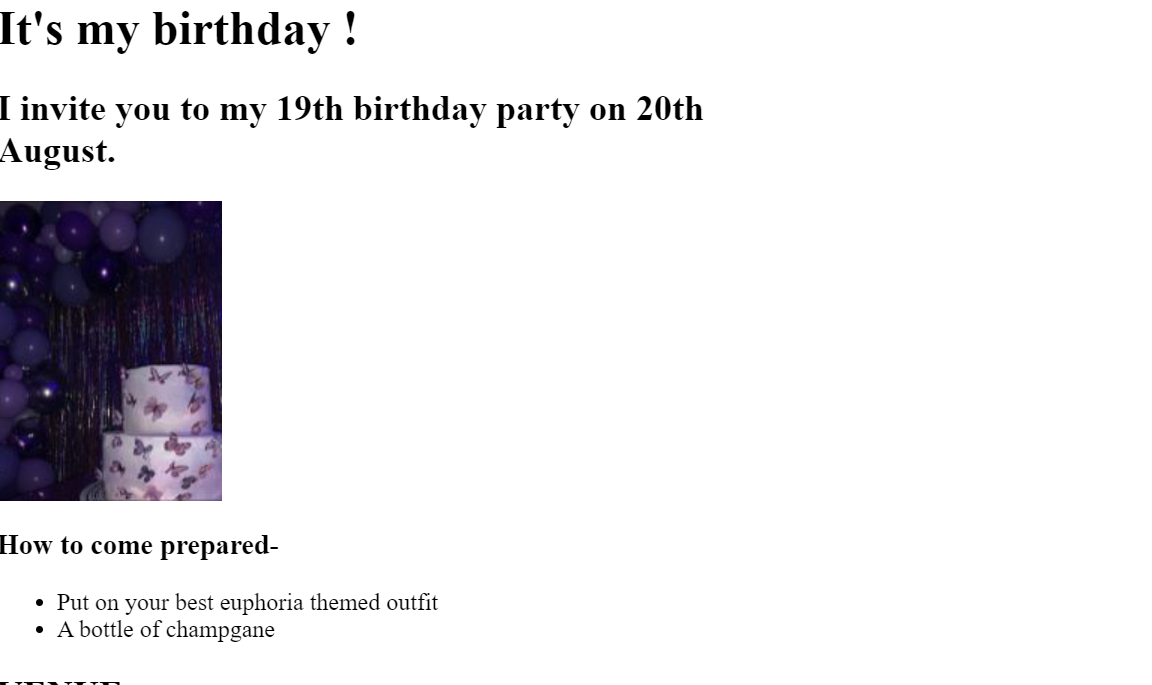 It's my birthday !
I invite you to my 19th birthday party on 20th
August.
How to come prepared-
Put on your best euphoria themed outfit
A bottle of champgane
VENUE